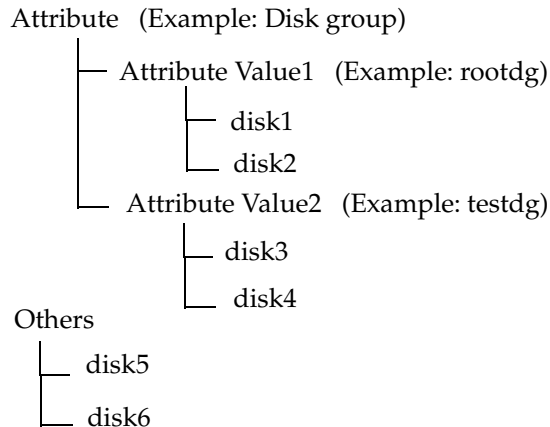 Attribute (Example: Disk group)
Attribute Value1 (Example: rootdg)
disk1
disk2
Attribute Value2 (Example: testdg)
disk3
disk4
Others
disk5
disk6